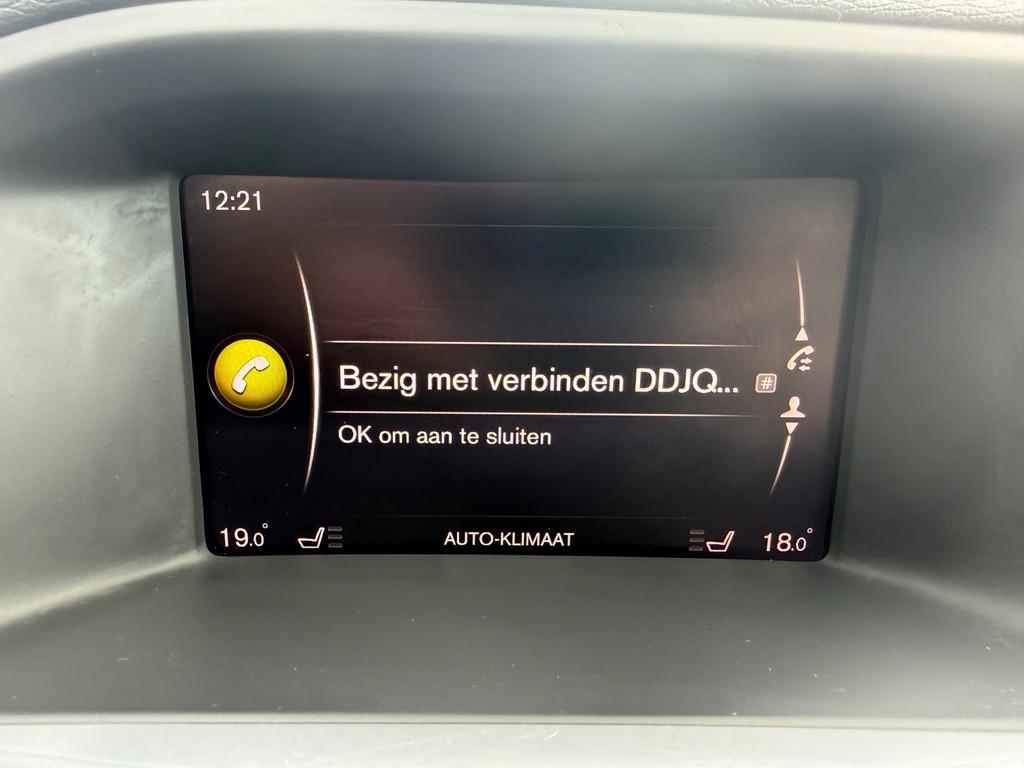 12:21
Bezig met verbinden DDJQ... #
OK om aan te sluiten
19.0° AUTO-KLIMAAT 18.0°